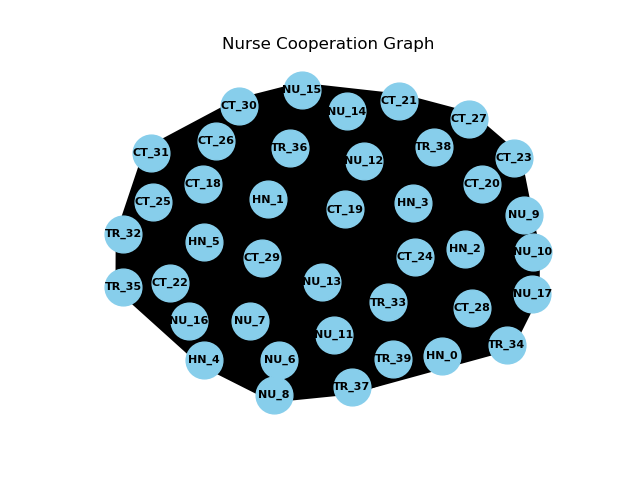 Nurse Cooperation Graph
NU_15
CT_21
CT_30
NU_14
CT_27
CT_26
TR_36
TR_38
CT_31
CT_23
NU_12
CT_18
CT_20
HN_1
CT_25
HN_3
CT_19
NU_9
TR_32
HN_5
HN_2
NU_10
CT_29
CT_24
NU_13
CT_22
TR_35
NU_17
TR_33
CT_28
NU_16
NU_7
NU_11
TR_34
HN_0
TR_39
HN_4
NU_6
TR_37
NU_8